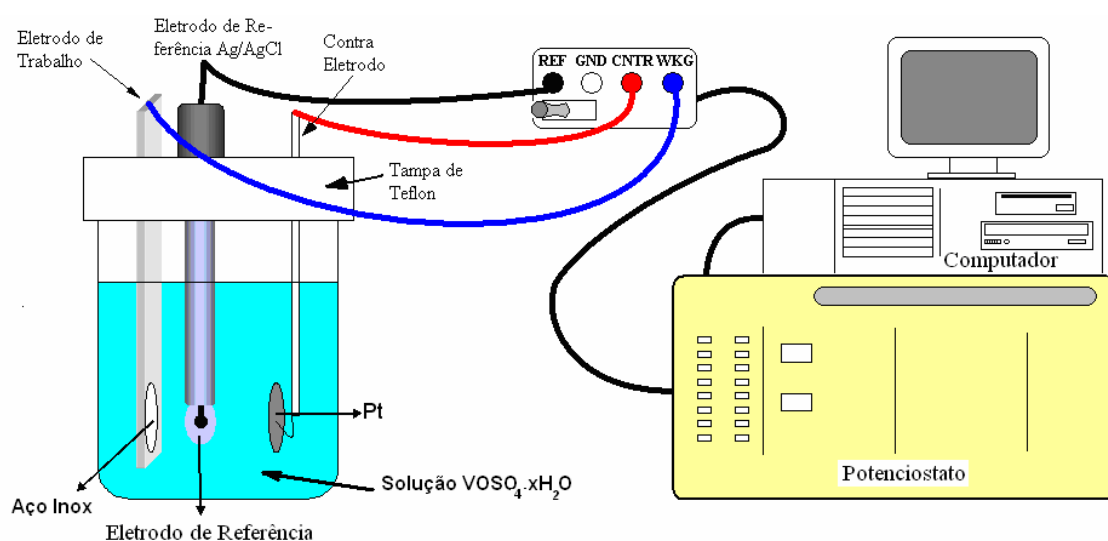 Eletrodo de
Trabalho
Eletrodo de Re-
ferência Ag/AgCl
Contra
Eletrodo
REF GND CNTR WKG
Tampa de
Teflon
Computador
Pt
Solução VOSO4.xH2O
Aço Inox
Eletrodo de Referência
Potenciostato